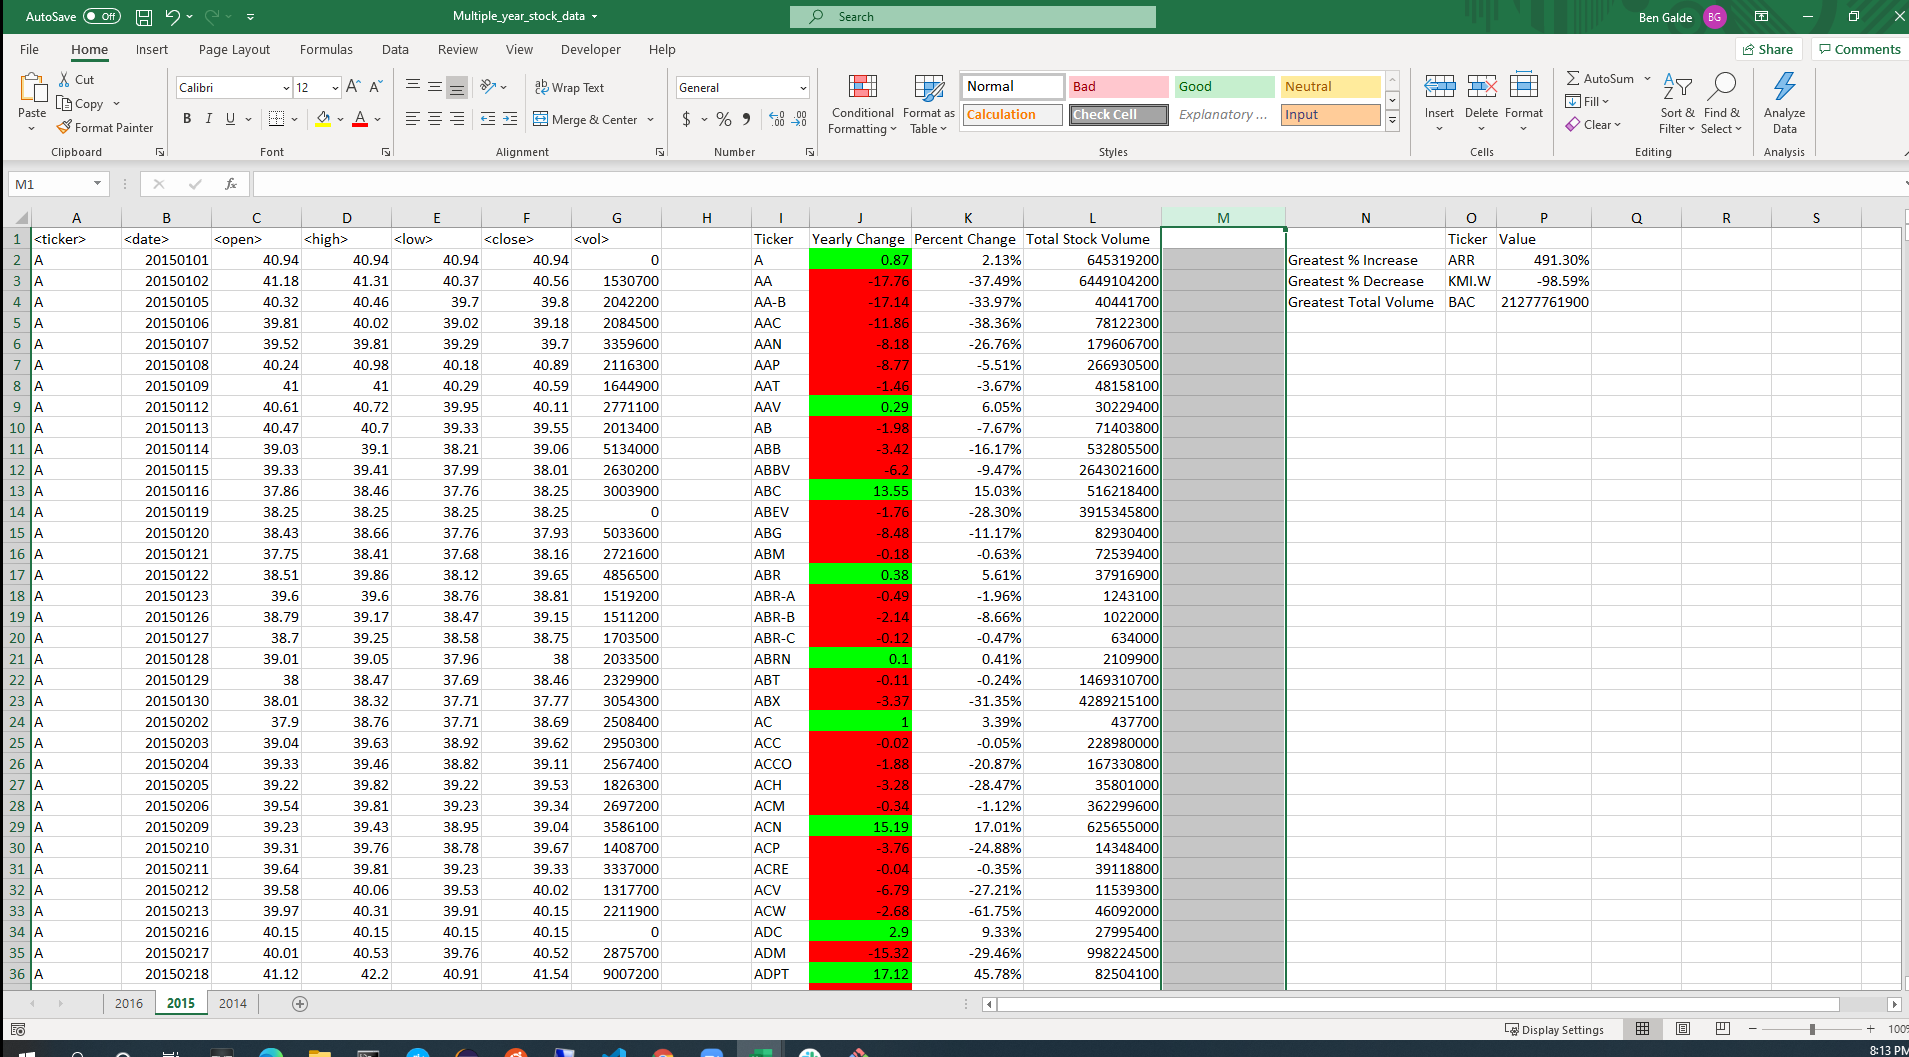 AutoSave Off Multiple_year_stock_data Search Ben Galde BG
File Home Insert Page Layout Formulas Data Review View Developer Help Share Comments
Paste Cut Copy Format Painter Clipboard
Calibri 12 A A B I U A Font
Wrap Text Merge & Center Alignment
General $ % 9 Number
Conditional Formatting Format as Table
Normal Bad Good Neutral
Calculation Check Cell Explanatory ... Input
Styles
Insert Delete Format Cells
AutoSum Fill Clear Sort & Filter Find & Select Editing
Analyze Data Analysis
M1 fx
A B C D E F G H I J K L M N O P Q R S
1 <ticker> <date> <open> <high> <low> <close> <vol> Ticker Yearly Change Percent Change Total Stock Volume Ticker Value
2 A 20150101 40.94 40.94 40.94 40.94 0 A 0.87 2.13% 645319200 Greatest % Increase ARR 491.30%
3 A 20150102 41.18 41.31 40.37 40.56 1530700 AA -17.76 -37.49% 6449104200 Greatest % Decrease KMI.W -98.59%
4 A 20150105 40.32 40.46 39.7 39.8 2042200 AA-B -17.14 -33.97% 40441700 Greatest Total Volume BAC 21277761900
5 A 20150106 39.81 40.02 39.02 39.18 2084500 AAC -11.86 -38.36% 78122300
6 A 20150107 39.52 39.81 39.29 39.7 3359600 AAN -8.18 -26.76% 179606700
7 A 20150108 40.24 40.98 40.18 40.89 2116300 AAP -8.77 -5.51% 266930500
8 A 20150109 41 41 40.29 40.59 1644900 AAT -1.46 -3.67% 48158100
9 A 20150112 40.61 40.72 39.95 40.11 2771100 AAV 0.29 6.05% 30229400
10 A 20150113 40.47 40.7 39.33 39.55 2013400 AB -1.98 -7.67% 71403800
11 A 20150114 39.03 39.1 38.21 39.06 5134000 ABB -3.42 -16.17% 532805500
12 A 20150115 39.33 39.41 37.99 38.01 2630200 ABBV -6.2 -9.47% 2643021600
13 A 20150116 37.86 38.46 37.76 38.25 3003900 ABC 13.55 15.03% 516218400
14 A 20150119 38.25 38.25 38.25 38.25 0 ABEV -1.76 -28.30% 3915345800
15 A 20150120 38.43 38.66 37.76 37.93 5033600 ABG -8.48 -11.17% 82930400
16 A 20150121 37.75 38.41 37.68 38.16 2721600 ABM -0.18 -0.63% 72539400
17 A 20150122 38.51 39.86 38.12 39.65 4856500 ABR 0.38 5.61% 37916900
18 A 20150123 39.6 39.6 38.76 38.81 1519200 ABR-A -0.49 -1.96% 1243100
19 A 20150126 38.79 39.17 38.47 39.15 1511200 ABR-B -2.14 -8.66% 1022000
20 A 20150127 38.7 39.25 38.58 38.75 1703500 ABR-C -0.12 -0.47% 634000
21 A 20150128 39.01 39.05 37.96 38 2033500 ABRN 0.1 0.41% 2109900
22 A 20150129 38 38.47 37.69 38.46 2329900 ABT -0.11 -0.24% 1469310700
23 A 20150130 38.01 38.32 37.71 37.77 3054300 ABX -3.37 -31.35% 4289215100
24 A 20150202 37.9 38.76 37.71 38.69 2508400 AC 1 3.39% 437700
25 A 20150203 39.04 39.63 38.92 39.62 2950300 ACC -0.02 -0.05% 228980000
26 A 20150204 39.33 39.46 38.82 39.11 2567400 ACCO -1.88 -20.87% 167330800
27 A 20150205 39.22 39.82 39.22 39.53 1826300 ACH -3.28 -28.47% 35801000
28 A 20150206 39.54 39.81 39.23 39.34 2697200 ACM -0.34 -1.12% 362299600
29 A 20150209 39.23 39.43 38.95 39.04 3586100 ACN 15.19 17.01% 625655000
30 A 20150210 39.31 39.76 38.78 39.67 1408700 ACP -3.76 -24.88% 14348400
31 A 20150211 39.64 39.81 39.23 39.33 3337000 ACRE -0.04 -0.35% 39118800
32 A 20150212 39.58 40.06 39.53 40.02 1317700 ACV -6.79 -27.21% 11539300
33 A 20150213 39.97 40.31 39.91 40.15 2211900 ACW -2.68 -61.75% 46092000
34 A 20150216 40.15 40.15 40.15 40.15 0 ADC 2.9 9.33% 27995400
35 A 20150217 40.01 40.53 39.76 40.52 2875700 ADM -15.32 -29.46% 998224500
36 A 20150218 41.12 42.2 40.91 41.54 9007200 ADPT 17.12 45.78% 82504100
2016 2015 2014
Display Settings 100%
8:13 PM